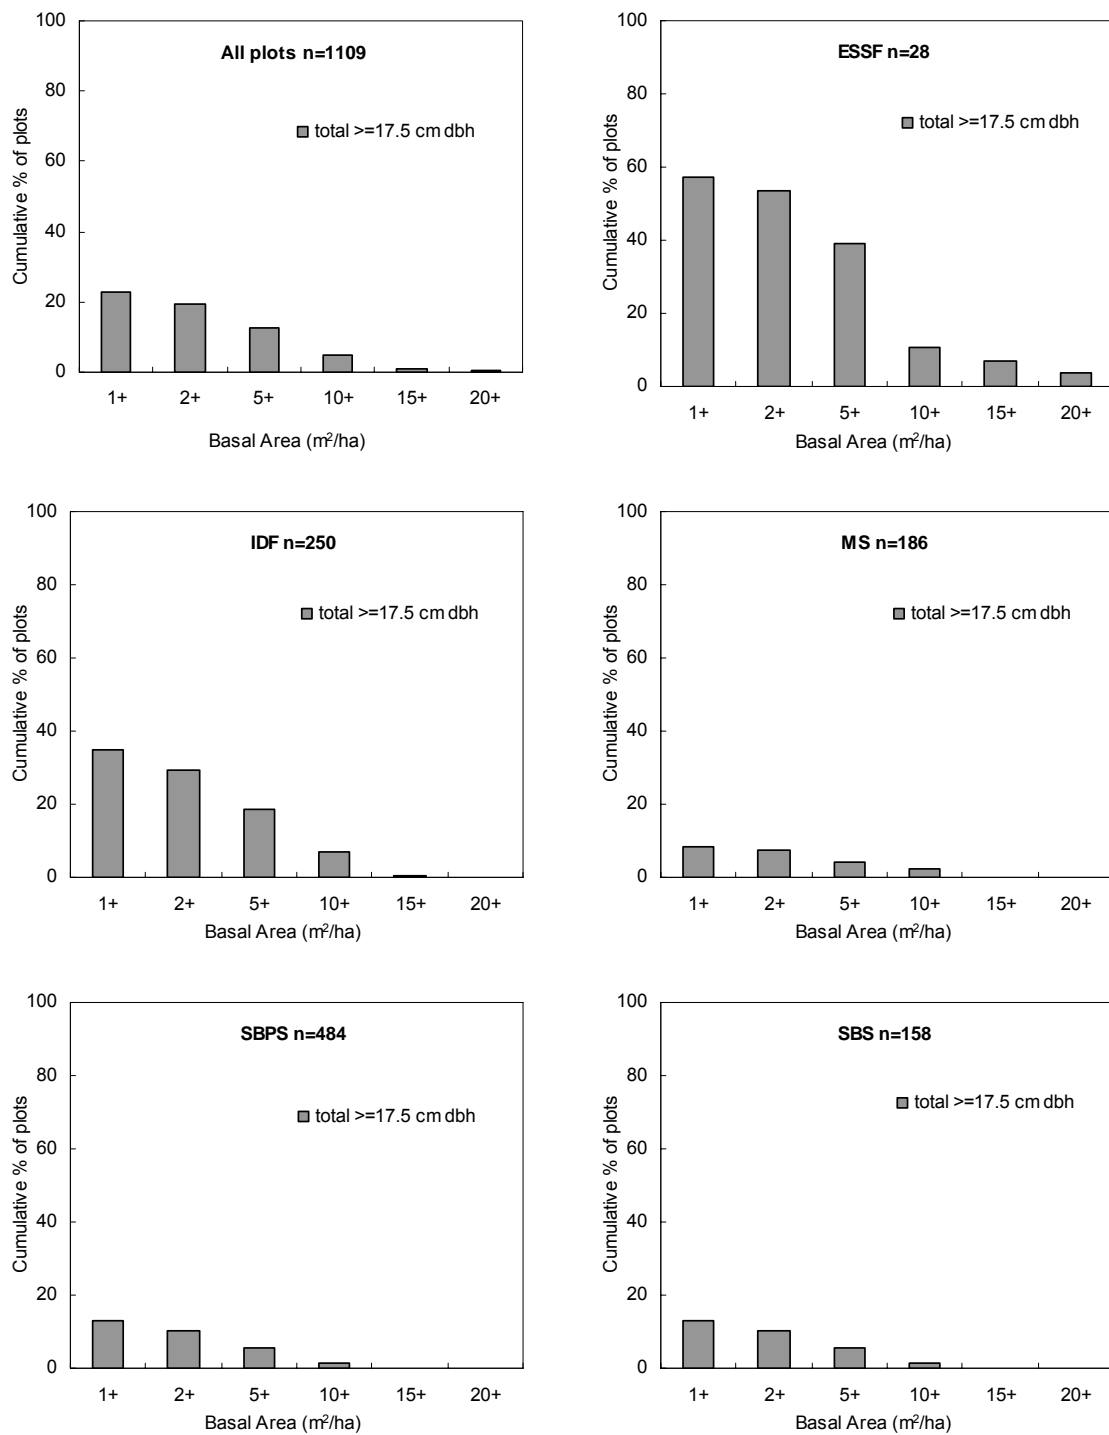 All plots n=1109
total >=17.5 cm dbh
Cumulative % of plots
100
80
60
40
20
0
1+ 2+ 5+ 10+ 15+ 20+
Basal Area (m²/ha)
ESSF n=28
total >=17.5 cm dbh
Cumulative % of plots
100
80
60
40
20
0
1+ 2+ 5+ 10+ 15+ 20+
Basal Area (m²/ha)
IDF n=250
total >=17.5 cm dbh
Cumulative % of plots
100
80
60
40
20
0
1+ 2+ 5+ 10+ 15+ 20+
Basal Area (m²/ha)
MS n=186
total >=17.5 cm dbh
Cumulative % of plots
100
80
60
40
20
0
1+ 2+ 5+ 10+ 15+ 20+
Basal Area (m²/ha)
SBPS n=484
total >=17.5 cm dbh
Cumulative % of plots
100
80
60
40
20
0
1+ 2+ 5+ 10+ 15+ 20+
Basal Area (m²/ha)
SBS n=158
total >=17.5 cm dbh
Cumulative % of plots
100
80
60
40
20
0
1+ 2+ 5+ 10+ 15+ 20+
Basal Area (m²/ha)